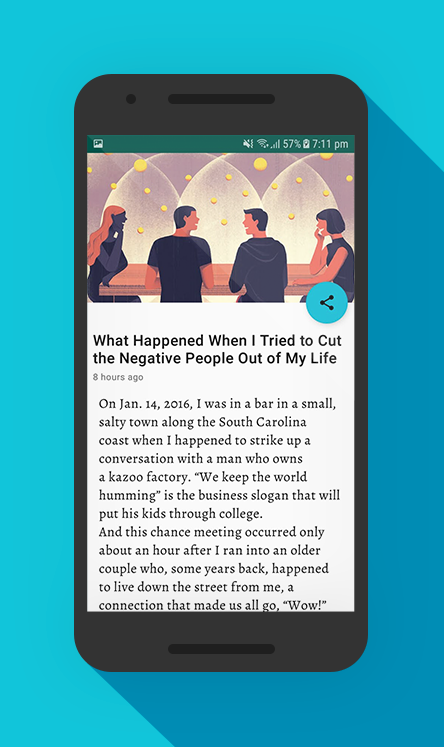 57% 7:11 pm
What Happened When I Tried to Cut
the Negative People Out of My Life
8 hours ago
On Jan. 14, 2016, I was in a bar in a small,
salty town along the South Carolina
coast when I happened to strike up a
conversation with a man who owns
a kazoo factory. “We keep the world
humming” is the business slogan that will
put his kids through college.
And this chance meeting occurred only
about an hour after I ran into an older
couple who, some years back, happened
to live down the street from me, a
connection that made us all go, “Wow!”